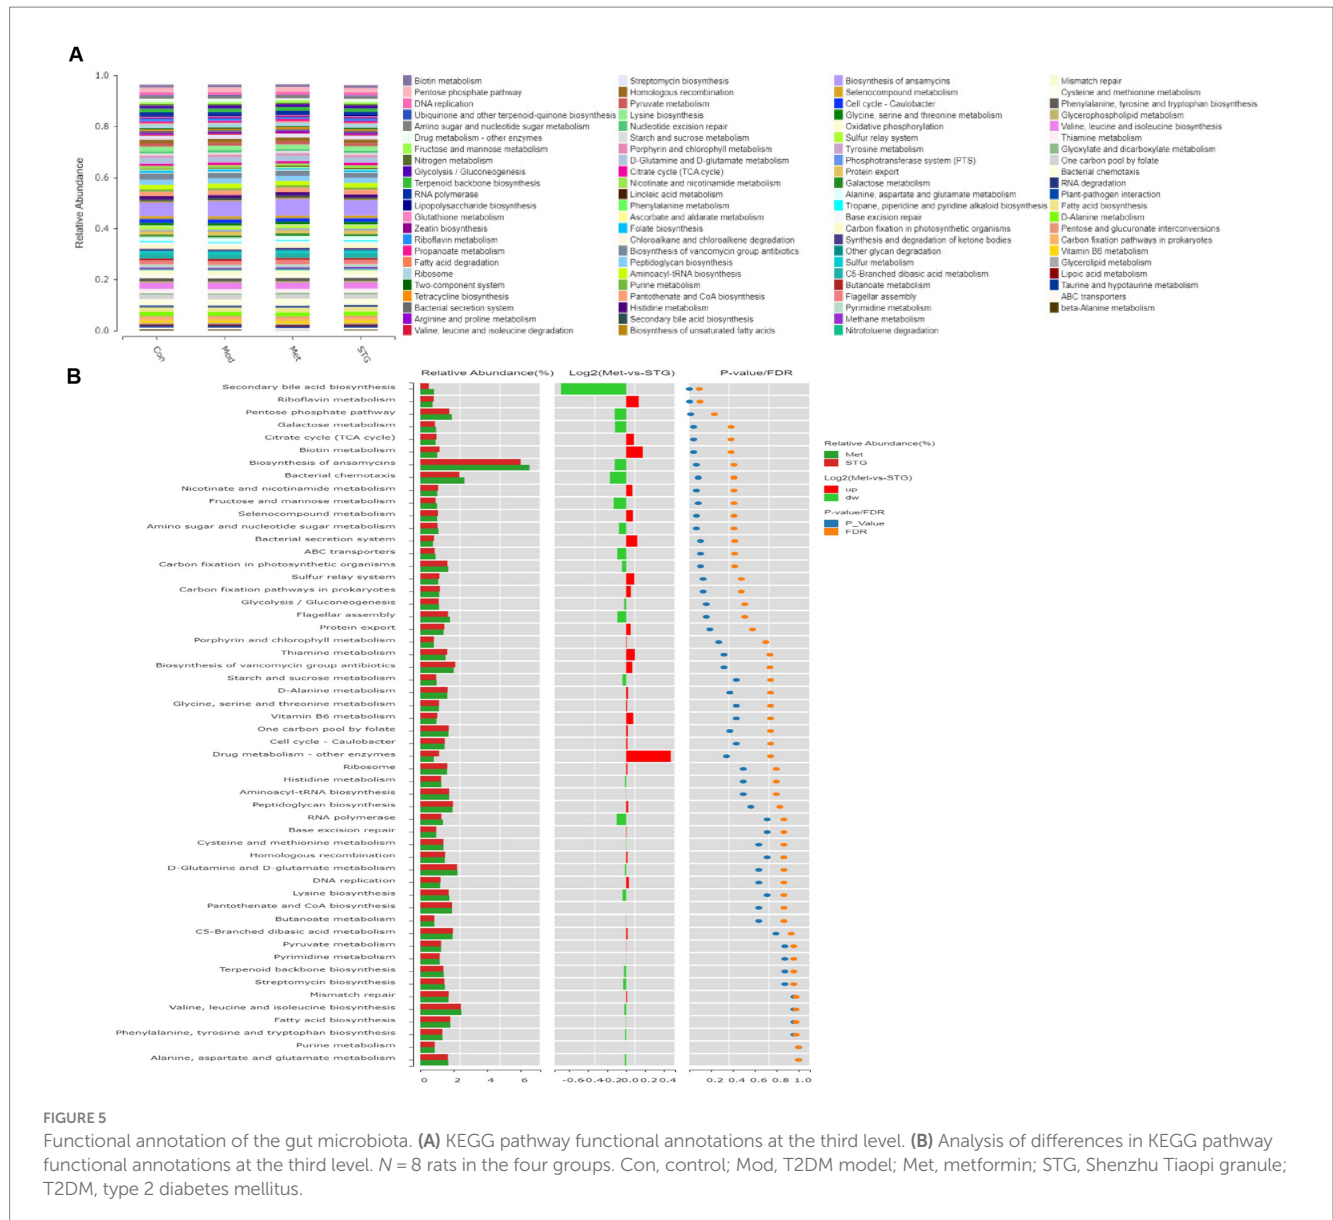 A
1.0
0.8
0.6
0.4
0.2
0.0
Relative Abundance
Con
Mod
Met
STG
Biotin metabolism
Pentose phosphate pathway
DNA replication
Ubiquinone and other terpenoid-quinone biosynthesis
Amino sugar and nucleotide sugar metabolism
Drug metabolism - other enzymes
Fructose and mannose metabolism
Nitrogen metabolism
Glycolysis / Gluconeogenesis
Terpenoid backbone biosynthesis
RNA polymerase
Lipopolysaccharide biosynthesis
Glutathione metabolism
Zeatin biosynthesis
Riboflavin metabolism
Propanoate metabolism
Fatty acid degradation
Ribosome
Two-component system
Tetracycline biosynthesis
Bacterial secretion system
Arginine and proline metabolism
Valine, leucine and isoleucine degradation
Streptomycin biosynthesis
Homologous recombination
Pyruvate metabolism
Lysine biosynthesis
Nucleotide excision repair
Starch and sucrose metabolism
Porphyrin and chlorophyll metabolism
D-Glutamine and D-glutamate metabolism
Citrate cycle (TCA cycle)
Nicotinate and nicotinamide metabolism
Linoleic acid metabolism
Phenylalanine metabolism
Ascorbate and aldarate metabolism
Folate biosynthesis
Chloroalkane and chloroalkene degradation
Biosynthesis of vancomycin group antibiotics
Peptidoglycan biosynthesis
Aminoacyl-tRNA biosynthesis
Purine metabolism
Pantothenate and CoA biosynthesis
Histidine metabolism
Secondary bile acid biosynthesis
Biosynthesis of unsaturated fatty acids
Biosynthesis of ansamycins
Selenocompound metabolism
Cell cycle - Caulobacter
Glycine, serine and threonine metabolism
Oxidative phosphorylation
Sulfur relay system
Tyrosine metabolism
Phosphotransferase system (PTS)
Protein export
Galactose metabolism
Alanine, aspartate and glutamate metabolism
Tropane, piperidine and pyridine alkaloid biosynthesis
Base excision repair
Carbon fixation in photosynthetic organisms
Synthesis and degradation of ketone bodies
Other glycan degradation
Sulfur metabolism
C5-Branched dibasic acid metabolism
Butanoate metabolism
Flagellar assembly
Pyrimidine metabolism
Methane metabolism
Nitrotoluene degradation
Mismatch repair
Cysteine and methionine metabolism
Phenylalanine, tyrosine and tryptophan biosynthesis
Glycerophospholipid metabolism
Valine, leucine and isoleucine biosynthesis
Thiamine metabolism
Glyoxylate and dicarboxylate metabolism
One carbon pool by folate
Bacterial chemotaxis
RNA degradation
Plant-pathogen interaction
Fatty acid biosynthesis
D-Alanine metabolism
Pentose and glucuronate interconversions
Carbon fixation pathways in prokaryotes
Vitamin B6 metabolism
Glycerolipid metabolism
Lipoic acid metabolism
Taurine and hypotaurine metabolism
ABC transporters
beta-Alanine metabolism
B
Relative Abundance(%) Log2(Met-vs-STG) P-value/FDR
Secondary bile acid biosynthesis
Riboflavin metabolism
Pentose phosphate pathway
Galactose metabolism
Citrate cycle (TCA cycle)
Biotin metabolism
Biosynthesis of ansamycins
Bacterial chemotaxis
Nicotinate and nicotinamide metabolism
Fructose and mannose metabolism
Selenocompound metabolism
Amino sugar and nucleotide sugar metabolism
Bacterial secretion system
ABC transporters
Carbon fixation in photosynthetic organisms
Sulfur relay system
Carbon fixation pathways in prokaryotes
Glycolysis / Gluconeogenesis
Flagellar assembly
Protein export
Porphyrin and chlorophyll metabolism
Thiamine metabolism
Biosynthesis of vancomycin group antibiotics
Starch and sucrose metabolism
D-Alanine metabolism
Glycine, serine and threonine metabolism
Vitamin B6 metabolism
One carbon pool by folate
Cell cycle - Caulobacter
Drug metabolism - other enzymes
Ribosome
Histidine metabolism
Aminoacyl-tRNA biosynthesis
Peptidoglycan biosynthesis
RNA polymerase
Base excision repair
Cysteine and methionine metabolism
Homologous recombination
D-Glutamine and D-glutamate metabolism
DNA replication
Lysine biosynthesis
Pantothenate and CoA biosynthesis
Butanoate metabolism
C5-Branched dibasic acid metabolism
Pyruvate metabolism
Pyrimidine metabolism
Terpenoid backbone biosynthesis
Streptomycin biosynthesis
Mismatch repair
Valine, leucine and isoleucine biosynthesis
Fatty acid biosynthesis
Phenylalanine, tyrosine and tryptophan biosynthesis
Purine metabolism
Alanine, aspartate and glutamate metabolism
0 2 4 6
-0.6-0.4-0.20.0 0.2 0.4
0.2 0.4 0.6 0.8 1.0
Relative Abundance(%)
Met
STG
Log2(Met-vs-STG)
up
dw
P-value/FDR
P_Value
FDR
FIGURE 5
Functional annotation of the gut microbiota. (A) KEGG pathway functional annotations at the third level. (B) Analysis of differences in KEGG pathway
functional annotations at the third level. N = 8 rats in the four groups. Con, control; Mod, T2DM model; Met, metformin; STG, Shenzhu Tiaopi granule;
T2DM, type 2 diabetes mellitus.